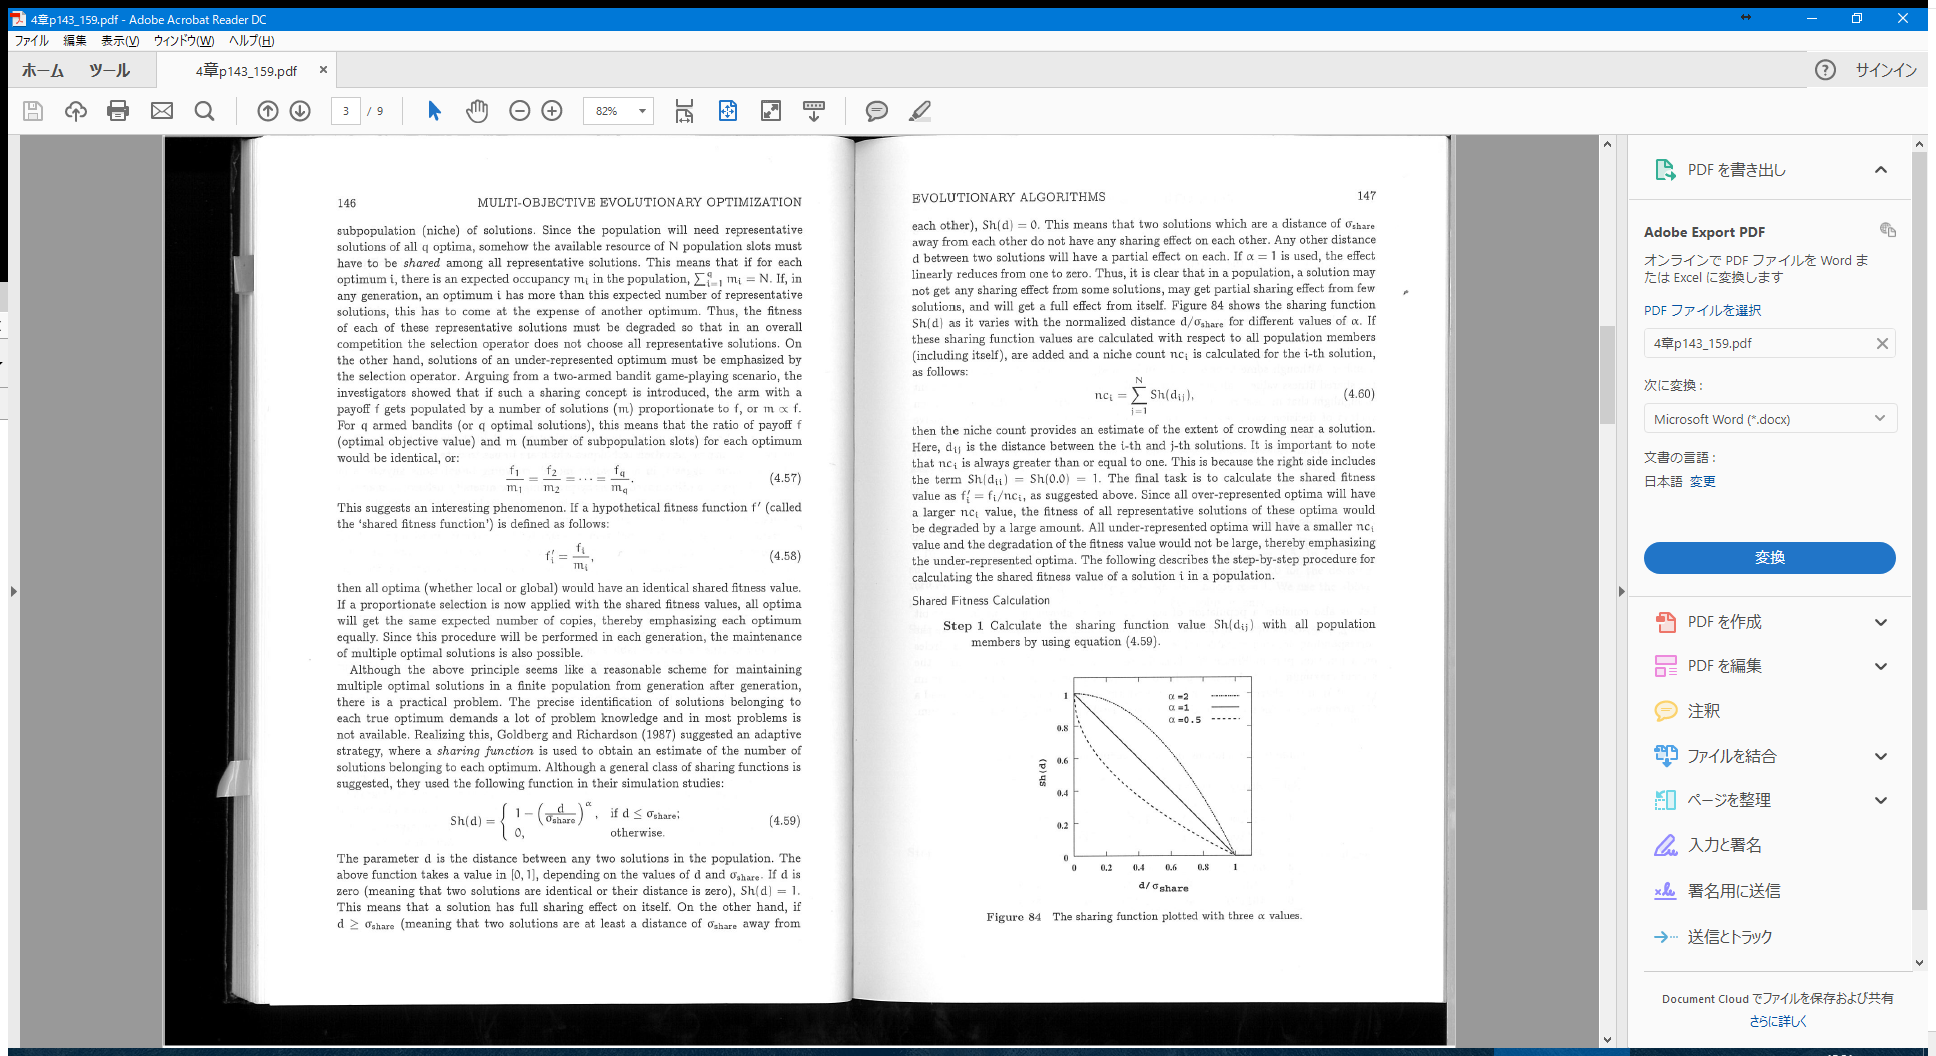 4章p143_159.pdf - Adobe Acrobat Reader DC
ファイル 編集 表示(V) ウィンドウ(W) ヘルプ(H)
ホーム ツール 4章p143_159.pdf × サインイン
3 / 9 82%
146 MULTI-OBJECTIVE EVOLUTIONARY OPTIMIZATION
subpopulation (niche) of solutions. Since the population will need representative
solutions of all q optima, somehow the available resource of N population slots must
have to be shared among all representative solutions. This means that if for each
optimum i, there is an expected occupancy mᵢ in the population, ∑ᵢ₌₁^q mᵢ = N. If, in
any generation, an optimum i has more than this expected number of representative
solutions, this has to come at the expense of another optimum. Thus, the fitness
of each of these representative solutions must be degraded so that in an overall
competition the selection operator does not choose all representative solutions. On
the other hand, solutions of an under-represented optimum must be emphasized by
the selection operator. Arguing from a two-armed bandit game-playing scenario, the
investigators showed that if such a sharing concept is introduced, the arm with a
payoff f gets populated by a number of solutions (m) proportionate to f, or m ∝ f.
For q armed bandits (or q optimal solutions), this means that the ratio of payoff f
(optimal objective value) and m (number of subpopulation slots) for each optimum
would be identical, or:
f₁/m₁ = f₂/m₂ = ··· = f_q/m_q. (4.57)
This suggests an interesting phenomenon. If a hypothetical fitness function f′ (called
the 'shared fitness function') is defined as follows:
f′ᵢ = fᵢ/mᵢ, (4.58)
then all optima (whether local or global) would have an identical shared fitness value.
If a proportionate selection is now applied with the shared fitness values, all optima
will get the same expected number of copies, thereby emphasizing each optimum
equally. Since this procedure will be performed in each generation, the maintenance
of multiple optimal solutions is also possible.
Although the above principle seems like a reasonable scheme for maintaining
multiple optimal solutions in a finite population from generation after generation,
there is a practical problem. The precise identification of solutions belonging to
each true optimum demands a lot of problem knowledge and in most problems is
not available. Realizing this, Goldberg and Richardson (1987) suggested an adaptive
strategy, where a sharing function is used to obtain an estimate of the number of
solutions belonging to each optimum. Although a general class of sharing functions is
suggested, they used the following function in their simulation studies:
Sh(d) = { 1 − (d/σshare)^α, if d ≤ σshare;
0, otherwise. (4.59)
The parameter d is the distance between any two solutions in the population. The
above function takes a value in [0, 1], depending on the values of d and σshare. If d is
zero (meaning that two solutions are identical or their distance is zero), Sh(d) = 1.
This means that a solution has full sharing effect on itself. On the other hand, if
d ≥ σshare (meaning that two solutions are at least a distance of σshare away from
EVOLUTIONARY ALGORITHMS 147
each other), Sh(d) = 0. This means that two solutions which are a distance of σshare
away from each other do not have any sharing effect on each other. Any other distance
d between two solutions will have a partial effect on each. If α = 1 is used, the effect
linearly reduces from one to zero. Thus, it is clear that in a population, a solution may
not get any sharing effect from some solutions, may get partial sharing effect from few
solutions, and will get a full effect from itself. Figure 84 shows the sharing function
Sh(d) as it varies with the normalized distance d/σshare for different values of α. If
these sharing function values are calculated with respect to all population members
(including itself), are added and a niche count ncᵢ is calculated for the i-th solution,
as follows:
ncᵢ = ∑_{j=1}^{N} Sh(dᵢⱼ), (4.60)
then the niche count provides an estimate of the extent of crowding near a solution.
Here, dᵢⱼ is the distance between the i-th and j-th solutions. It is important to note
that ncᵢ is always greater than or equal to one. This is because the right side includes
the term Sh(dᵢᵢ) = Sh(0.0) = 1. The final task is to calculate the shared fitness
value as f′ᵢ = fᵢ/ncᵢ, as suggested above. Since all over-represented optima will have
a larger ncᵢ value, the fitness of all representative solutions of these optima would
be degraded by a large amount. All under-represented optima will have a smaller ncᵢ
value and the degradation of the fitness value would not be large, thereby emphasizing
the under-represented optima. The following describes the step-by-step procedure for
calculating the shared fitness value of a solution i in a population.
Shared Fitness Calculation
Step 1 Calculate the sharing function value Sh(dᵢⱼ) with all population
members by using equation (4.59).
α =2
α =1
α =0.5
1
0.8
0.6
0.4
0.2
0
Sh(d)
0 0.2 0.4 0.6 0.8 1
d/σshare
Figure 84 The sharing function plotted with three α values.
PDF を書き出し
Adobe Export PDF
オンラインで PDF ファイルを Word ま
たは Excel に変換します
PDF ファイルを選択
4章p143_159.pdf
次に変換 :
Microsoft Word (*.docx)
文書の言語 :
日本語 変更
変換
PDF を作成
PDF を編集
注釈
ファイルを結合
ページを整理
入力と署名
署名用に送信
送信とトラック
Document Cloud でファイルを保存および共有
さらに詳しく